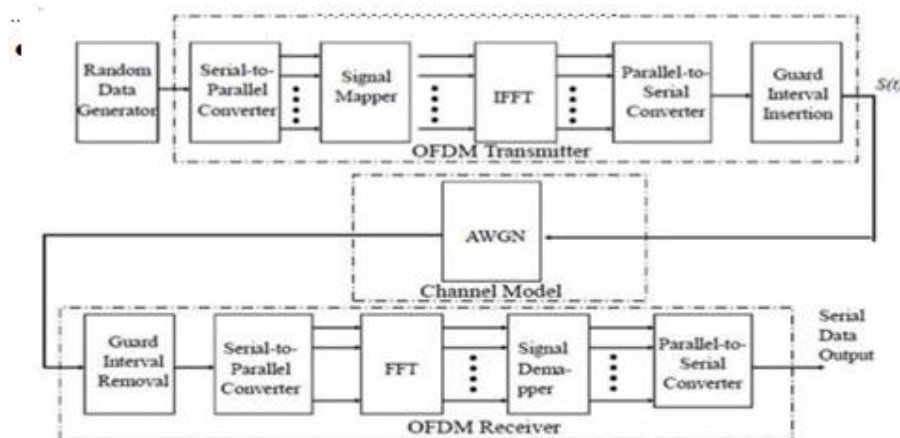 Random
Data
Generator
Serial-to-
Parallel
Converter
Signal
Mapper
IFFT
Parallel-to-
Serial
Converter
Guard
Interval
Insertion
S(t)
OFDM Transmitter
AWGN
Channel Model
Guard
Interval
Removal
Serial-to-
Parallel
Converter
FFT
Signal
Dema-
pper
Parallel-to-
Serial
Converter
Serial
Data
Output
OFDM Receiver